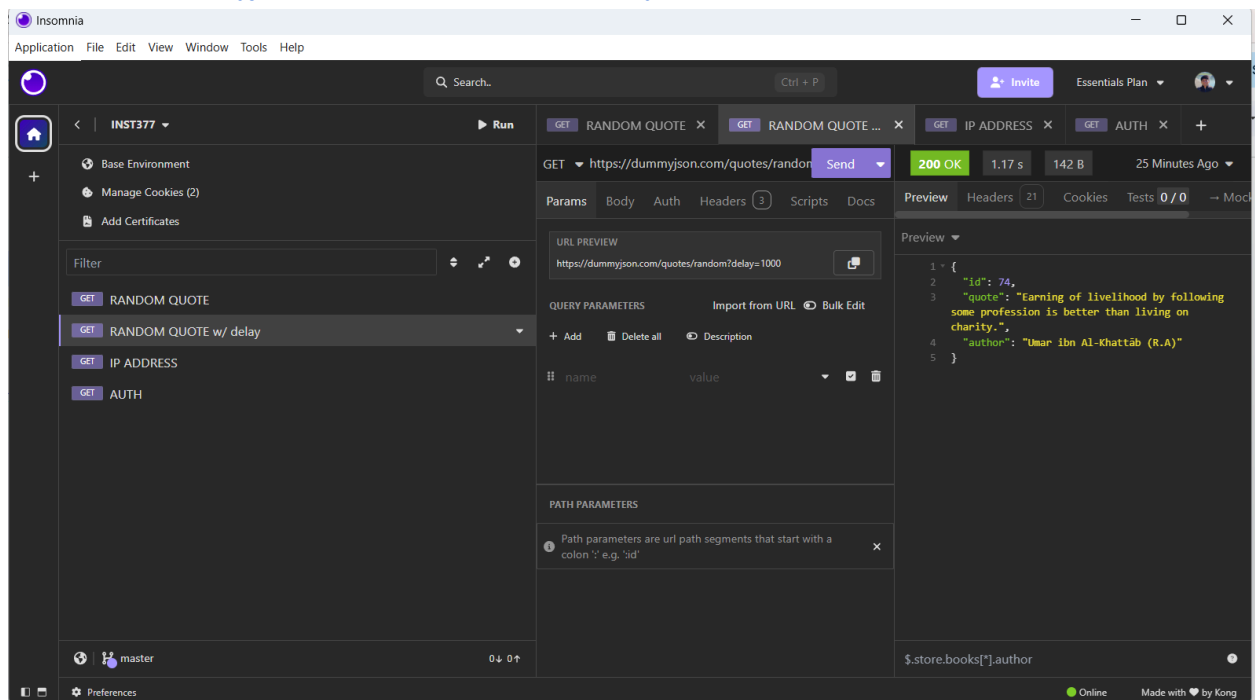 Insomnia
Application File Edit View Window Tools Help
Search.. Ctrl + P
Invite
Essentials Plan
INST377
Run
Base Environment
Manage Cookies (2)
Add Certificates
Filter
GET RANDOM QUOTE
GET RANDOM QUOTE w/ delay
GET IP ADDRESS
GET AUTH
master
0↓ 0↑
Preferences
GET RANDOM QUOTE
GET RANDOM QUOTE ...
GET IP ADDRESS
GET AUTH
GET https://dummyjson.com/quotes/randon
Send
Params Body Auth Headers 3 Scripts Docs
URL PREVIEW
https://dummyjson.com/quotes/random?delay=1000
QUERY PARAMETERS Import from URL Bulk Edit
+ Add Delete all Description
name value
PATH PARAMETERS
Path parameters are url path segments that start with a
colon ':' e.g. ':id'
200 OK 1.17 s 142 B 25 Minutes Ago
Preview Headers 21 Cookies Tests 0 / 0 → Mock
Preview
1 {
2 "id": 74,
3 "quote": "Earning of livelihood by following
some profession is better than living on
charity.",
4 "author": "Umar ibn Al-Khattāb (R.A)"
5 }
$.store.books[*].author
Online
Made with ♥ by Kong